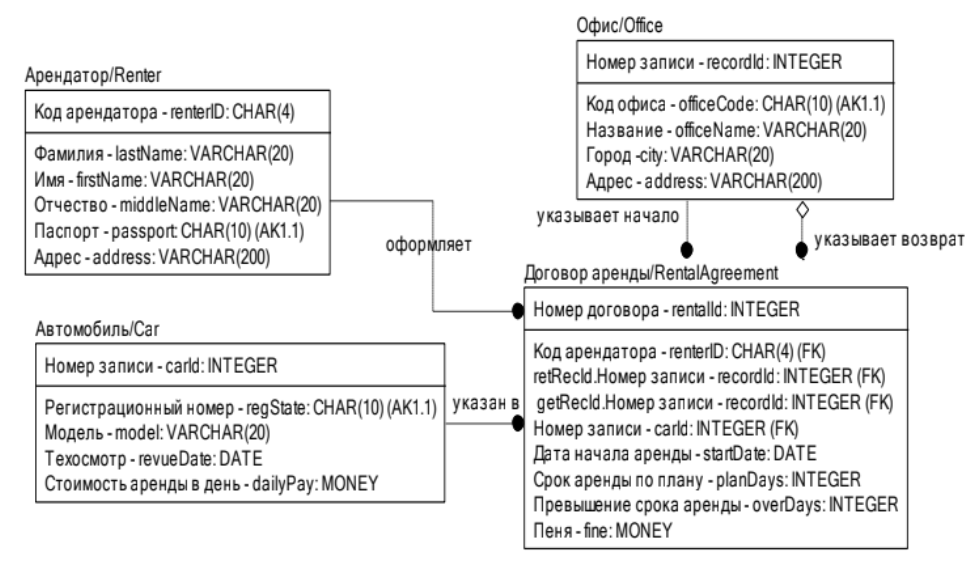 Офис/Office
Номер записи - recordId: INTEGER
Код офиса - officeCode: CHAR(10) (AK1.1)
Название - officeName: VARCHAR(20)
Город -city: VARCHAR(20)
Адрес - address: VARCHAR(200)
Арендатор/Renter
Код арендатора - renterID: CHAR(4)
Фамилия - lastName: VARCHAR(20)
Имя - firstName: VARCHAR(20)
Отчество - middleName: VARCHAR(20)
Паспорт - passport: CHAR(10) (AK1.1)
Адрес - address: VARCHAR(200)
оформляет
указывает начало
указывает возврат
Договор аренды/RentalAgreement
Номер договора - rentalId: INTEGER
Код арендатора - renterID: CHAR(4) (FK)
retRecId.Номер записи - recordId: INTEGER (FK)
getRecId.Номер записи - recordId: INTEGER (FK)
Номер записи - carId: INTEGER (FK)
Дата начала аренды - startDate: DATE
Срок аренды по плану - planDays: INTEGER
Превышение срока аренды - overDays: INTEGER
Пеня - fine: MONEY
Автомобиль/Car
Номер записи - carId: INTEGER
Регистрационный номер - regState: CHAR(10) (AK1.1)
Модель - model: VARCHAR(20)
Техосмотр - revueDate: DATE
Стоимость аренды в день - dailyPay: MONEY
указан в